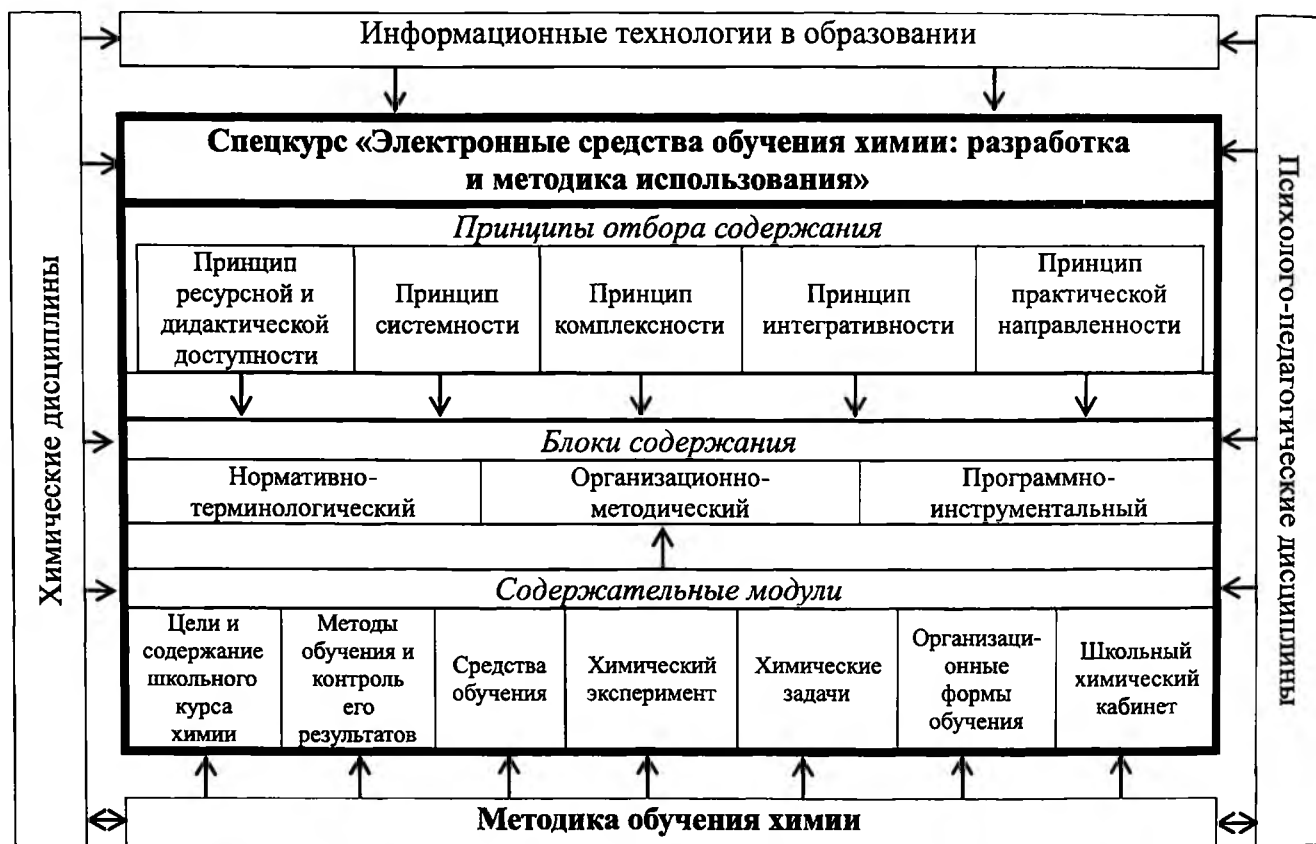 Информационные технологии в образовании
Спецкурс «Электронные средства обучения химии: разработка
и методика использования»
Принципы отбора содержания
Принцип
ресурсной и
дидактической
доступности
Принцип
системности
Принцип
комплексности
Принцип
интегративности
Принцип
практической
направленности
Блоки содержания
Нормативно-
терминологический
Организационно-
методический
Программно-
инструментальный
Содержательные модули
Цели и
содержание
школьного
курса
химии
Методы
обучения и
контроль
его
результатов
Средства
обучения
Химический
эксперимент
Химические
задачи
Организаци-
онные
формы
обучения
Школьный
химический
кабинет
Методика обучения химии
Химические дисциплины
Психолого-педагогические дисциплины